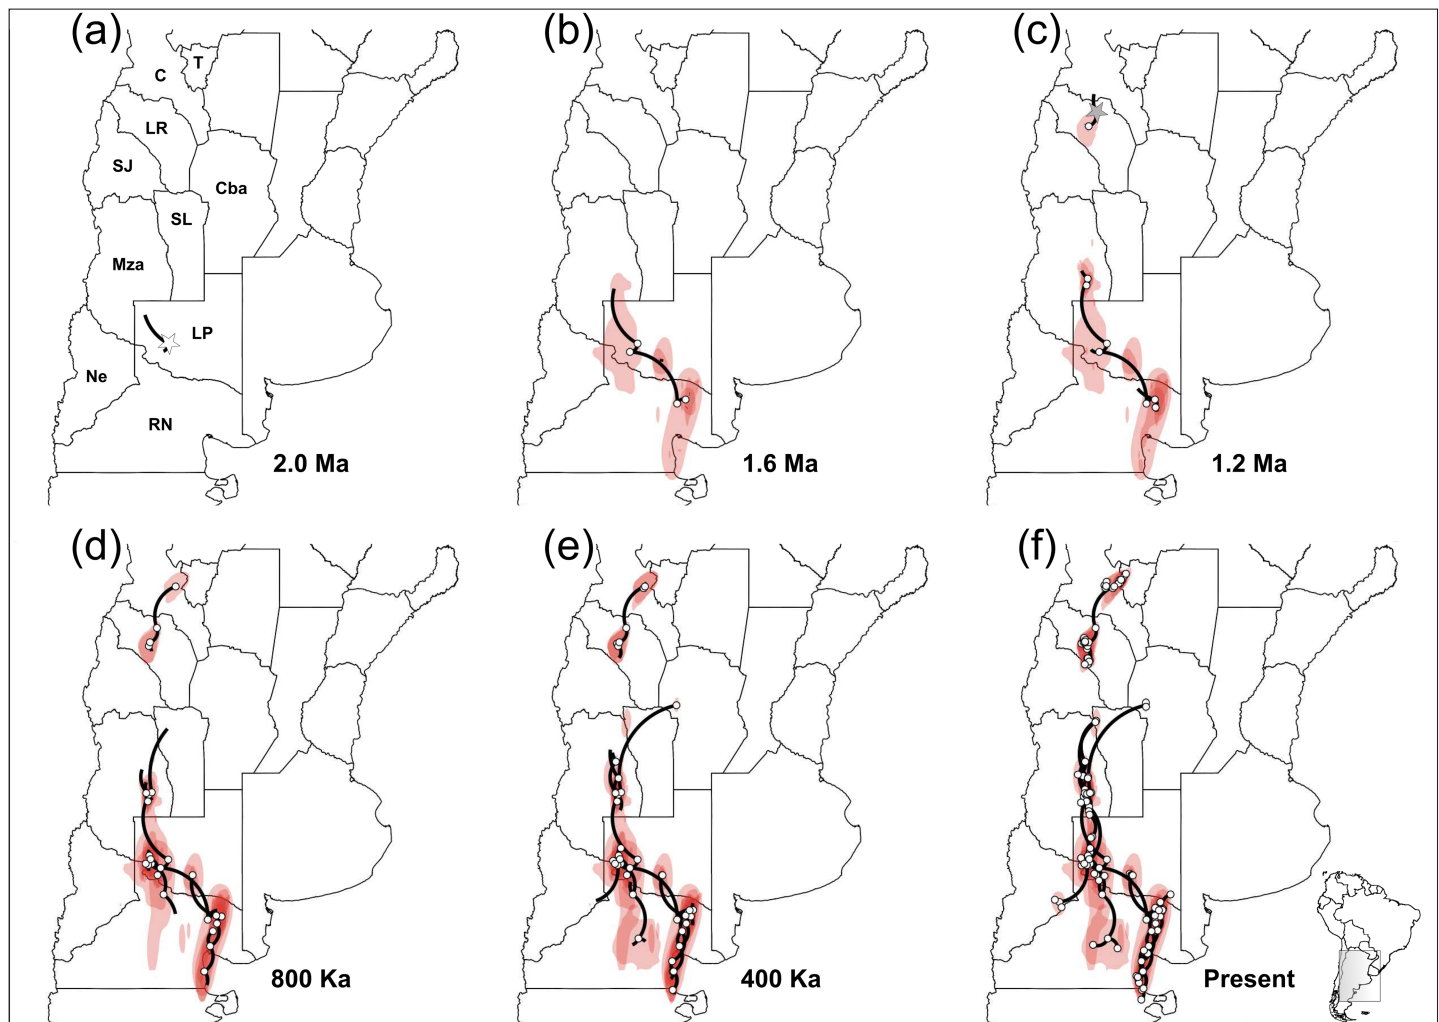 (a)
(b)
(c)
T
C
LR
SJ
Cba
SL
Mza
LP
Ne
RN
2.0 Ma
1.6 Ma
1.2 Ma
(d)
(e)
(f)
800 Ka
400 Ka
Present